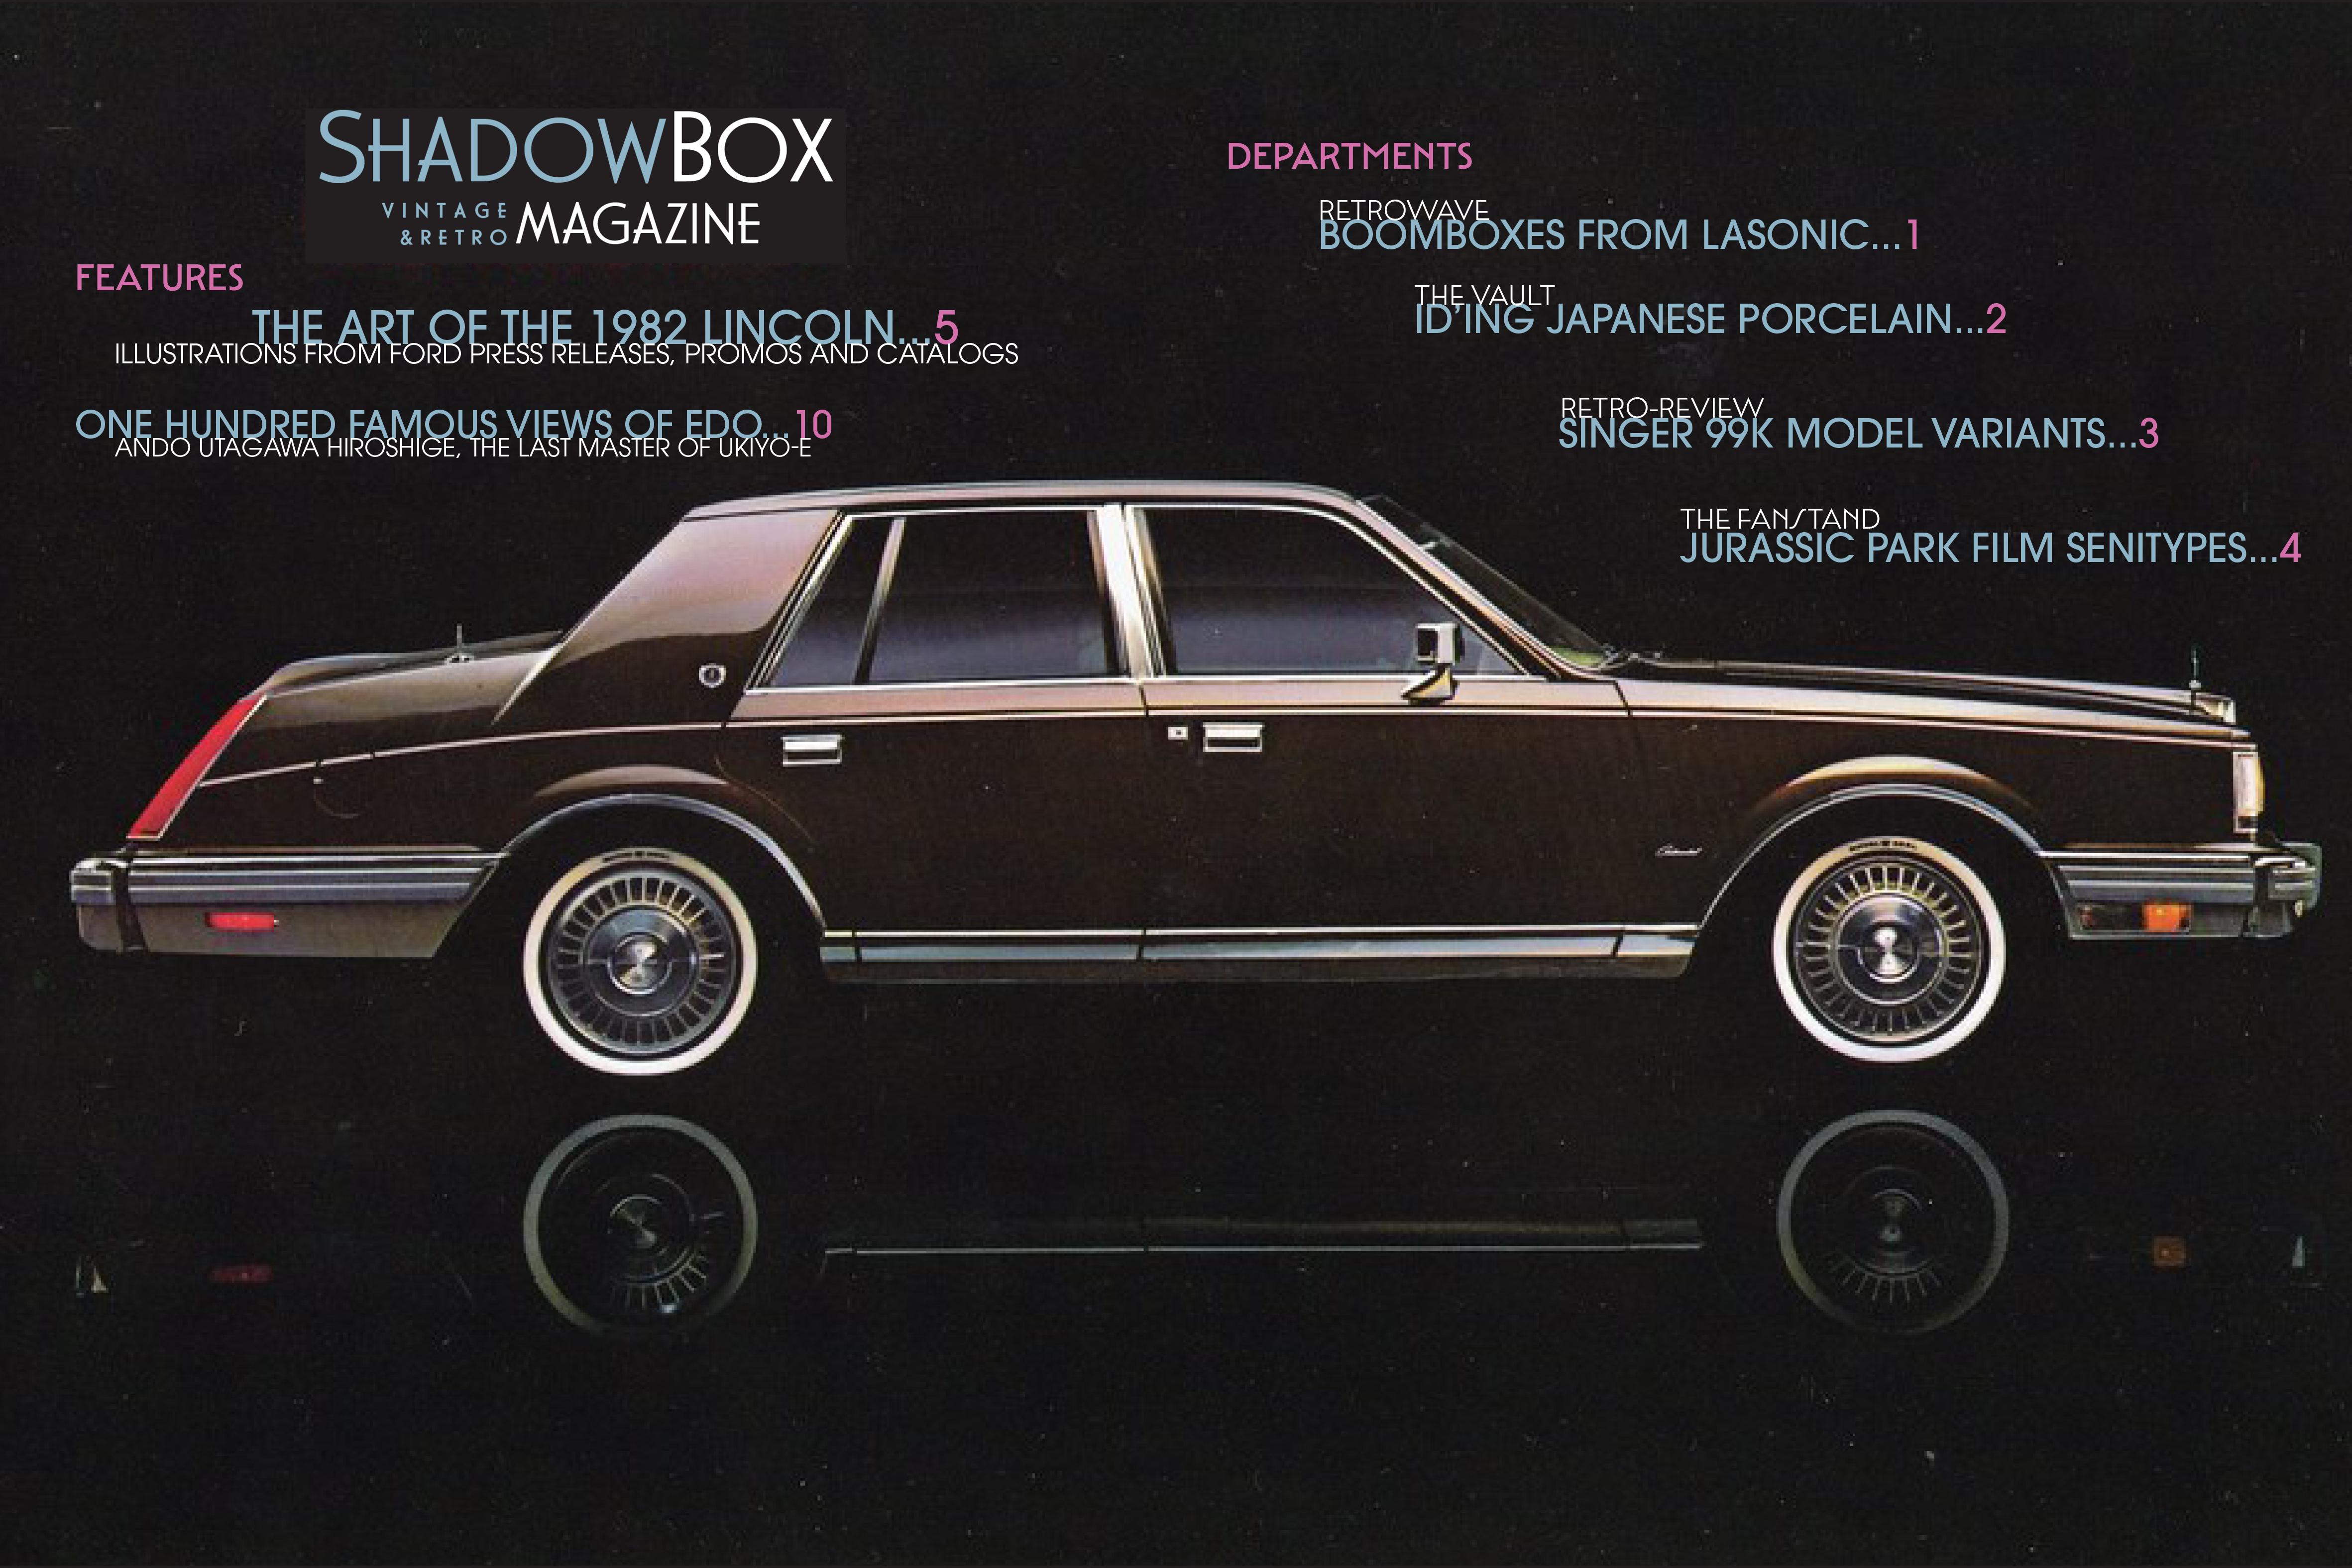 SHADOWBOX
VINTAGE
&RETRO MAGAZINE
FEATURES
THE ART OF THE 1982 LINCOLN...5
ILLUSTRATIONS FROM FORD PRESS RELEASES, PROMOS AND CATALOGS
ONE HUNDRED FAMOUS VIEWS OF EDO...10
ANDO UTAGAWA HIROSHIGE, THE LAST MASTER OF UKIYO-E
DEPARTMENTS
RETROWAVE
BOOMBOXES FROM LASONIC...1
THE VAULT
ID'ING JAPANESE PORCELAIN...2
RETRO-REVIEW
SINGER 99K MODEL VARIANTS...3
THE FANSTAND
JURASSIC PARK FILM SENITYPES...4
Continental